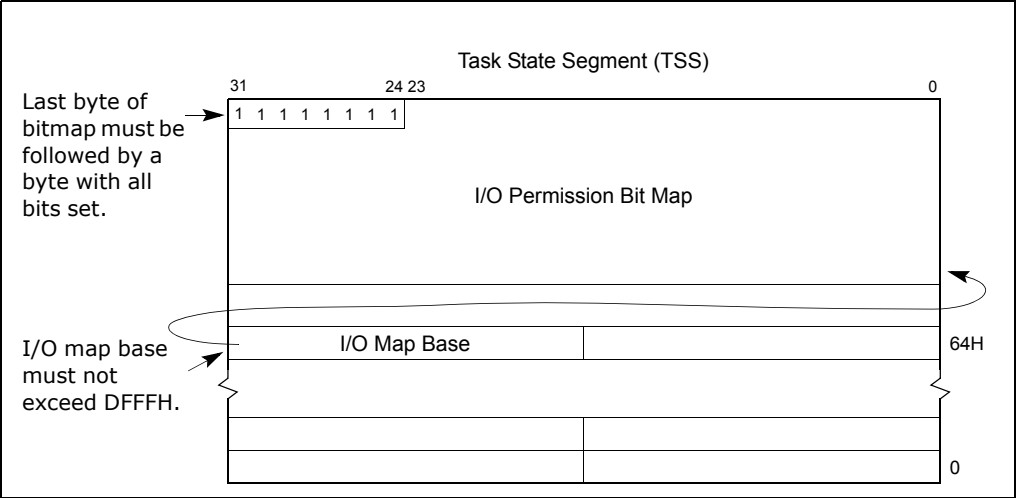 Task State Segment (TSS)
31 24 23 0
Last byte of
bitmap must be
followed by a
byte with all
bits set.
1 1 1 1 1 1 1 1
I/O Permission Bit Map
I/O map base
must not
exceed DFFFH.
I/O Map Base
64H
0